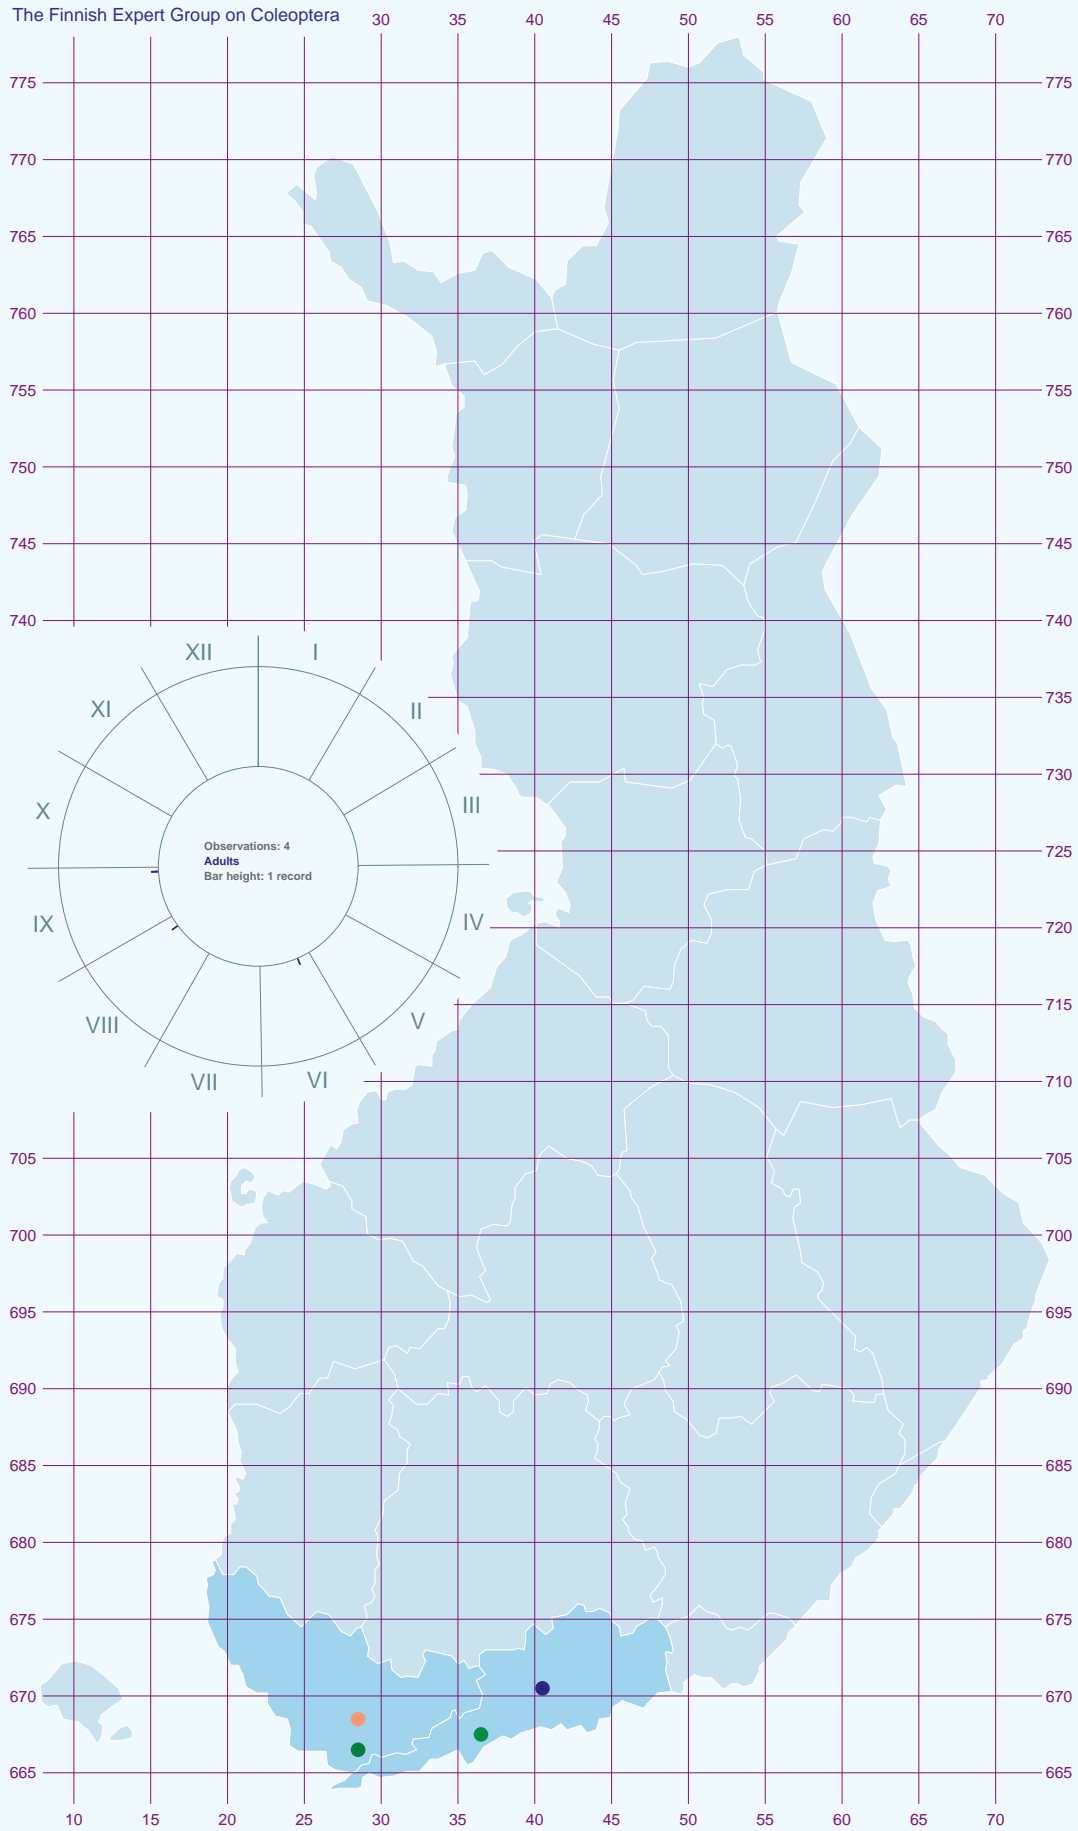 The Finnish Expert Group on Coleoptera
30 35 40 45 50 55 60 65 70
775 775
770 770
765 765
760 760
755 755
750 750
745 745
740 740
XII I
XI II
735
730
X III
725
Observations: 4
Adults
Bar height: 1 record
IX IV
720
VIII V
715
VII VI
710 710
705 705
700 700
695 695
690 690
685 685
680 680
675 675
670 670
665 665
10 15 20 25 30 35 40 45 50 55 60 65 70